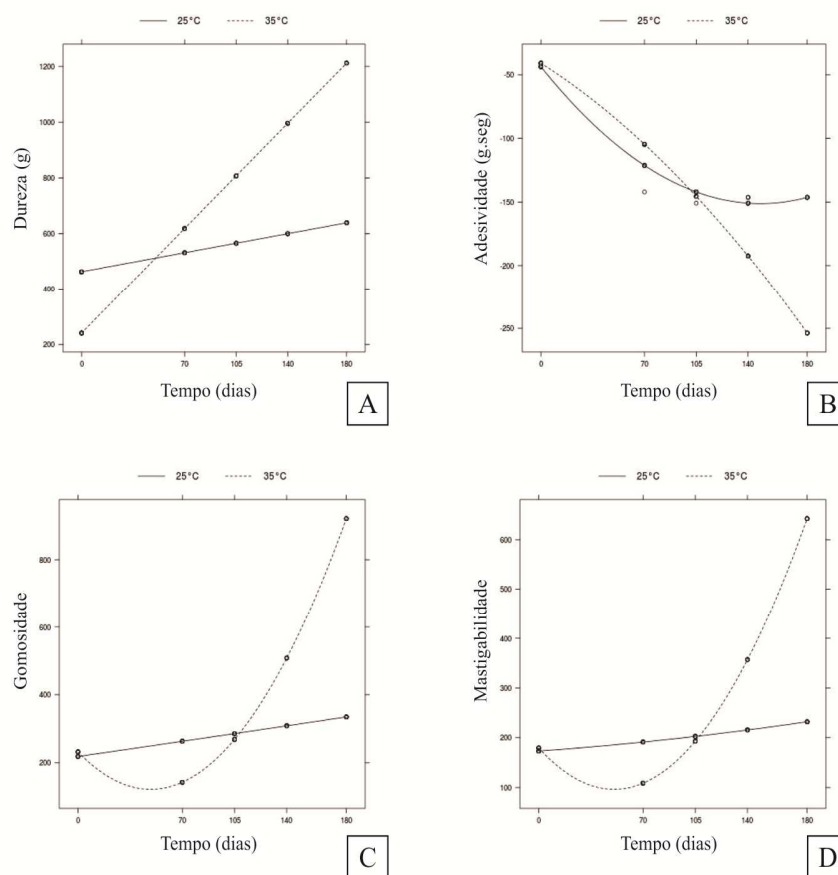 25°C 35°C
25°C 35°C
1200
1000
800
600
400
200
Dureza (g)
0 70 105 140 180
Tempo (dias)
A
-50
-100
-150
-200
-250
Adesividade (g.seg)
0 70 105 140 180
Tempo (dias)
B
25°C 35°C
25°C 35°C
800
600
400
200
Gomosidade
0 70 105 140 180
Tempo (dias)
C
600
500
400
300
200
100
Mastigabilidade
0 70 105 140 180
Tempo (dias)
D